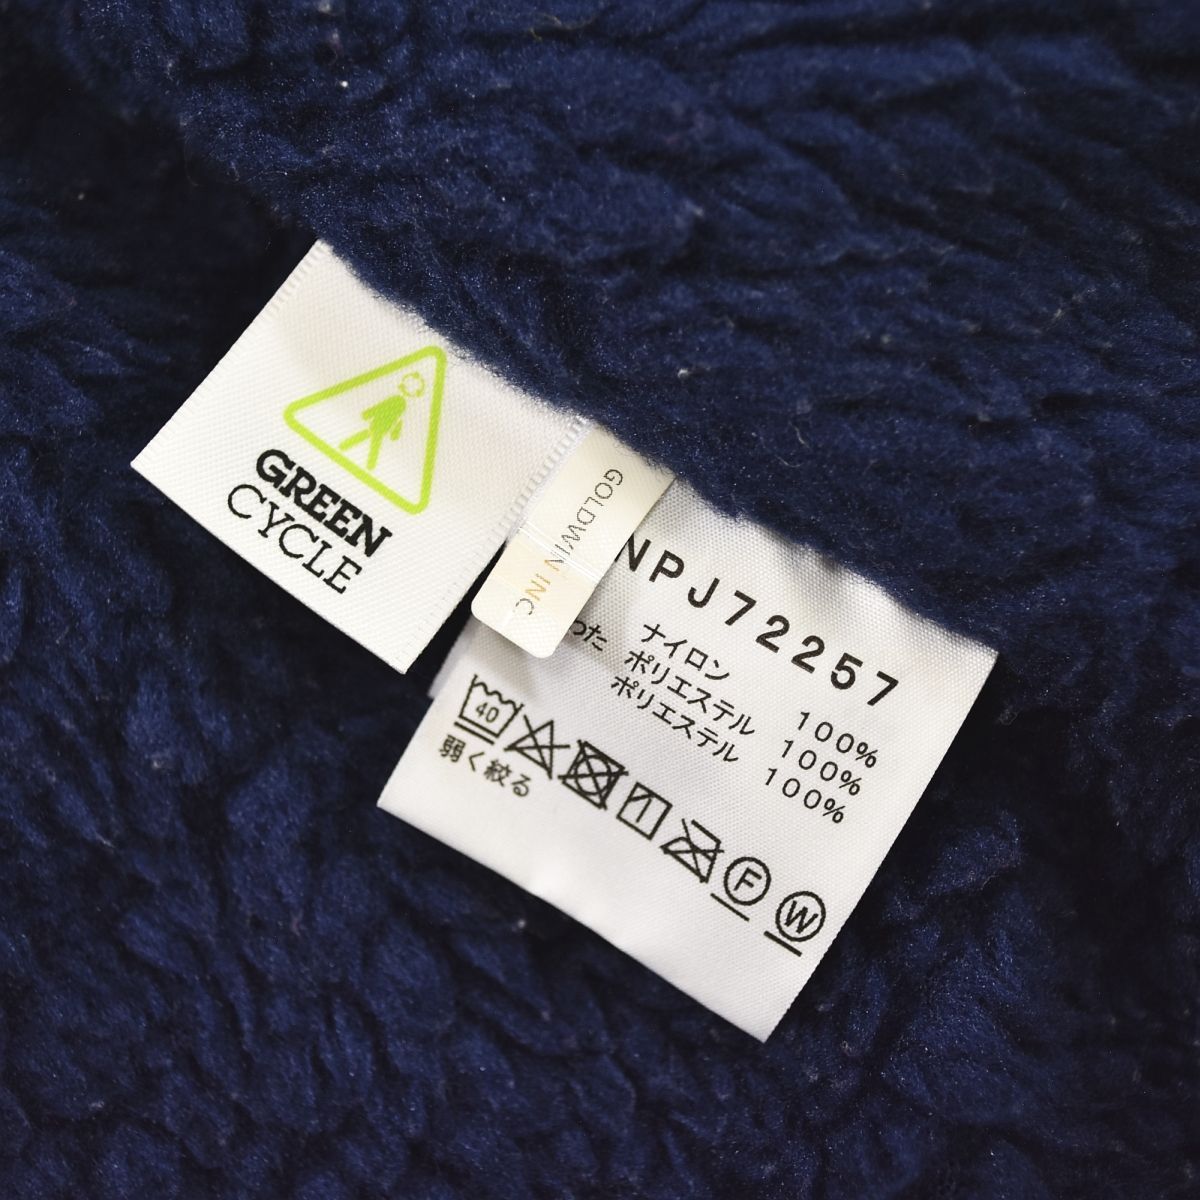 GREEN
CYCLE
GOLDWIN INC
NPJ72257
ナイロン 100%
った ポリエステル 100%
ポリエステル 100%
40
弱く絞る
F
W